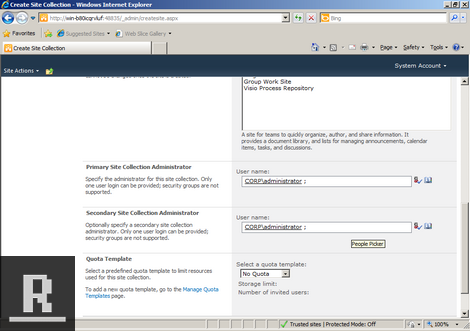 Create Site Collection - Windows Internet Explorer
_admin/createsite.aspx
Bing
Favorites
Suggested Sites
Web Slice Gallery
Create Site Collection
Page
Safety
Tools
System Account
Site Actions
Group Work Site
Visio Process Repository
A site for teams to quickly organize, author, and share information. It
provides a document library, and lists for managing announcements, calendar
items, tasks, and discussions.
Primary Site Collection Administrator
User name:
Specify the administrator for this site collection. Only
one user login can be provided; security groups are not
supported.
CORP\administrator ;
Secondary Site Collection Administrator
User name:
Optionally specify a secondary site collection
administrator. Only one user login can be provided;
security groups are not supported.
CORP\administrator ;
People Picker
Quota Template
Select a quota template:
Select a predefined quota template to limit resources
used for this site collection.
No Quota
Storage limit:
To add a new quota template, go to the Manage Quota
Templates page.
Number of invited users:
R
Trusted sites | Protected Mode: Off
100%